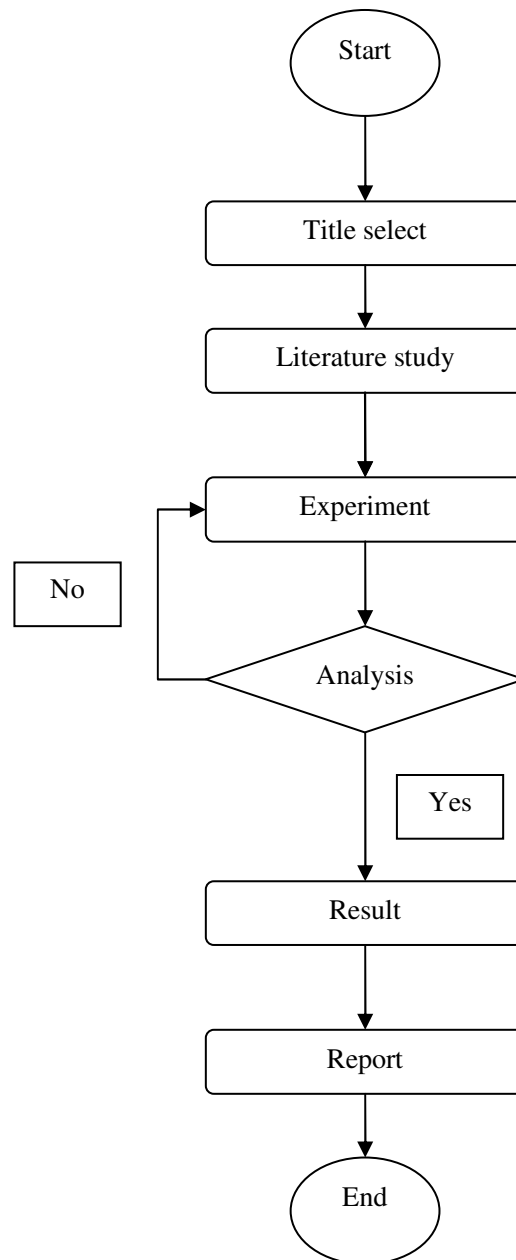 Start
Title select
Literature study
Experiment
No
Analysis
Yes
Result
Report
End